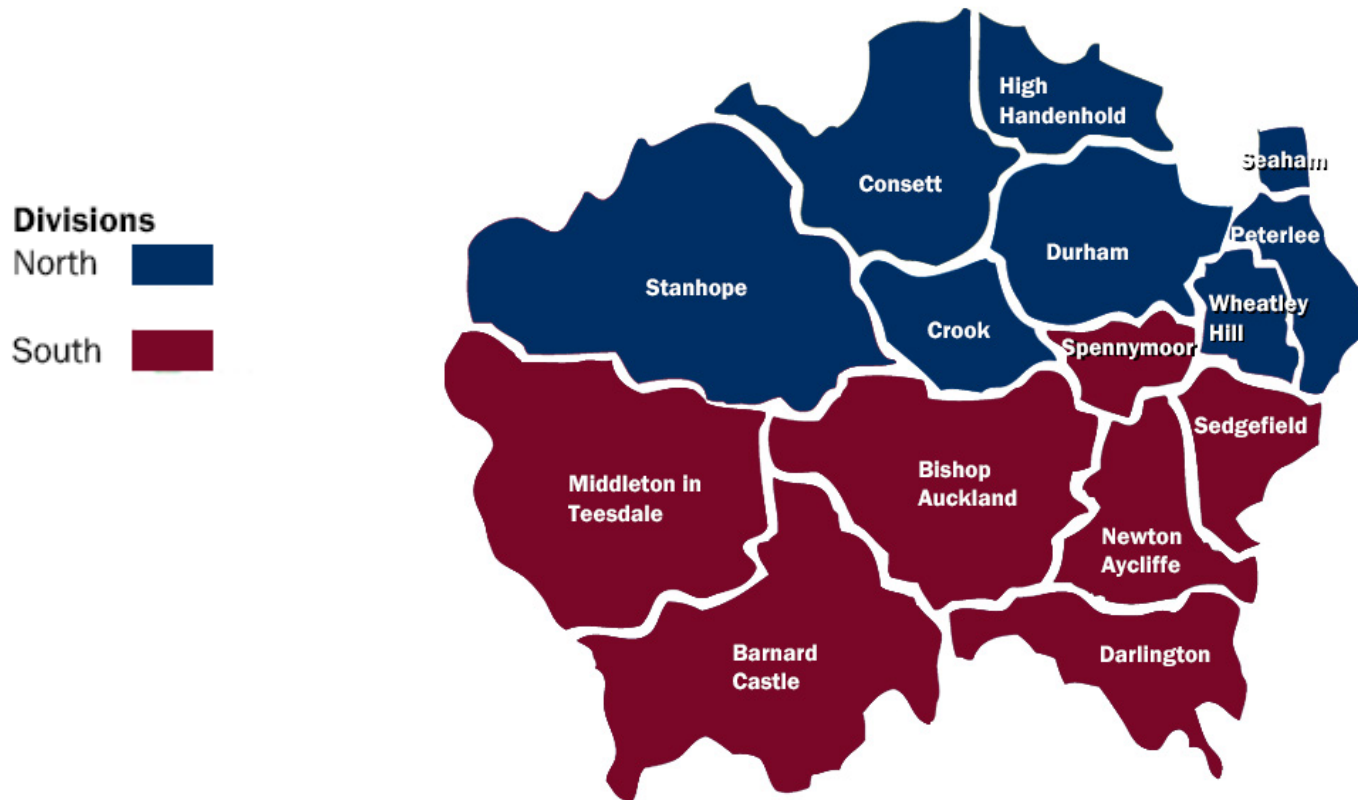 Divisions
North
South
High
Handenhold
Seaham
Consett
Peterlee
Durham
Stanhope
Wheatley
Hill
Crook
Spennymoor
Sedgefield
Bishop
Auckland
Middleton in
Teesdale
Newton
Aycliffe
Barnard
Castle
Darlington